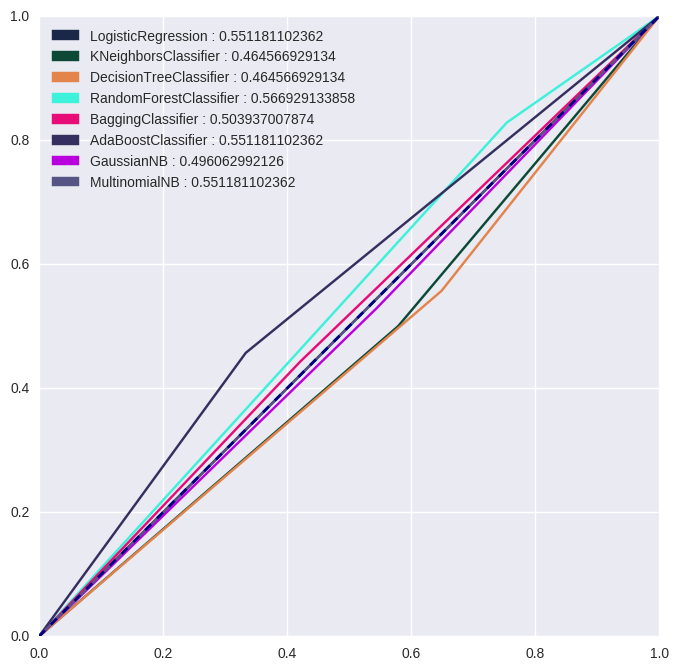 1.0
0.8
0.6
0.4
0.2
0.0
LogisticRegression : 0.551181102362
KNeighborsClassifier : 0.464566929134
DecisionTreeClassifier : 0.464566929134
RandomForestClassifier : 0.566929133858
BaggingClassifier : 0.503937007874
AdaBoostClassifier : 0.551181102362
GaussianNB : 0.496062992126
MultinomialNB : 0.551181102362
0.0 0.2 0.4 0.6 0.8 1.0